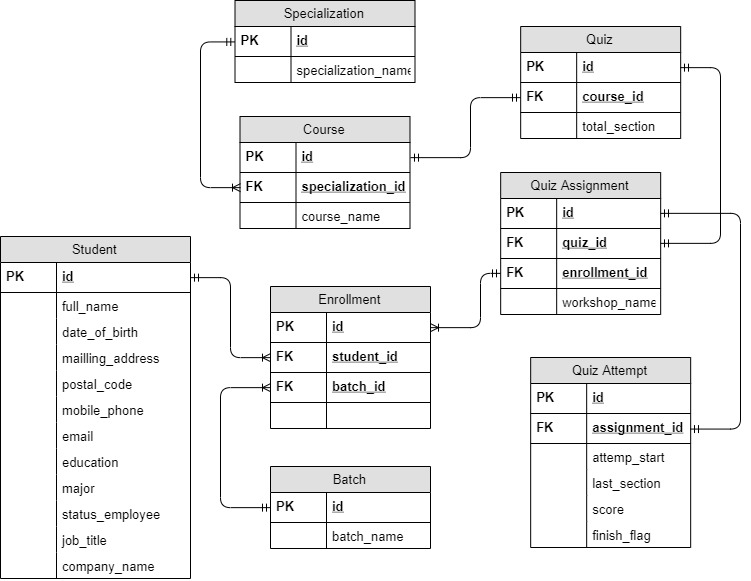 Specialization
PK id
specialization_name
Course
PK id
FK specialization_id
course_name
Quiz
PK id
FK course_id
total_section
Quiz Assignment
PK id
FK quiz_id
FK enrollment_id
workshop_name
Student
PK id
full_name
date_of_birth
mailling_address
postal_code
mobile_phone
email
education
major
status_employee
job_title
company_name
Enrollment
PK id
FK student_id
FK batch_id
Batch
PK id
batch_name
Quiz Attempt
PK id
FK assignment_id
attemp_start
last_section
score
finish_flag